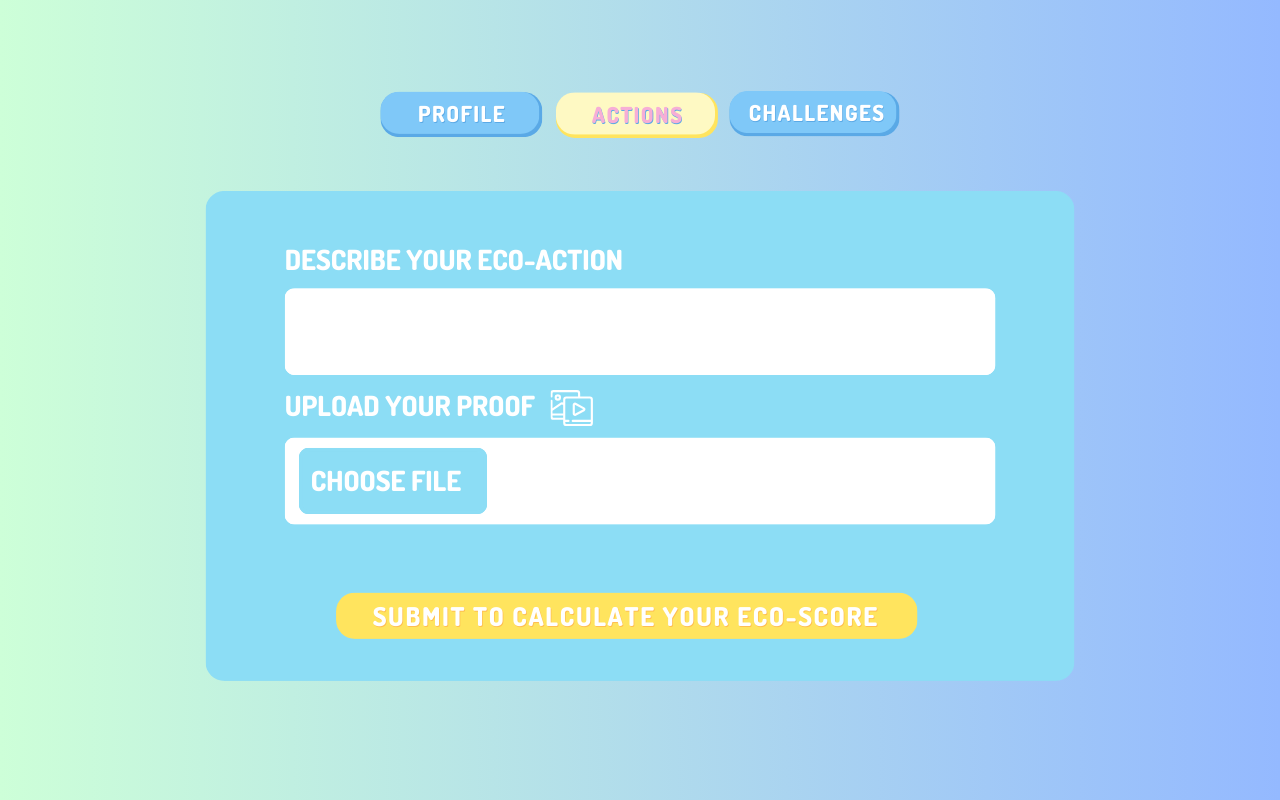 PROFILE
ACTIONS
CHALLENGES
DESCRIBE YOUR ECO-ACTION
UPLOAD YOUR PROOF
CHOOSE FILE
SUBMIT TO CALCULATE YOUR ECO-SCORE